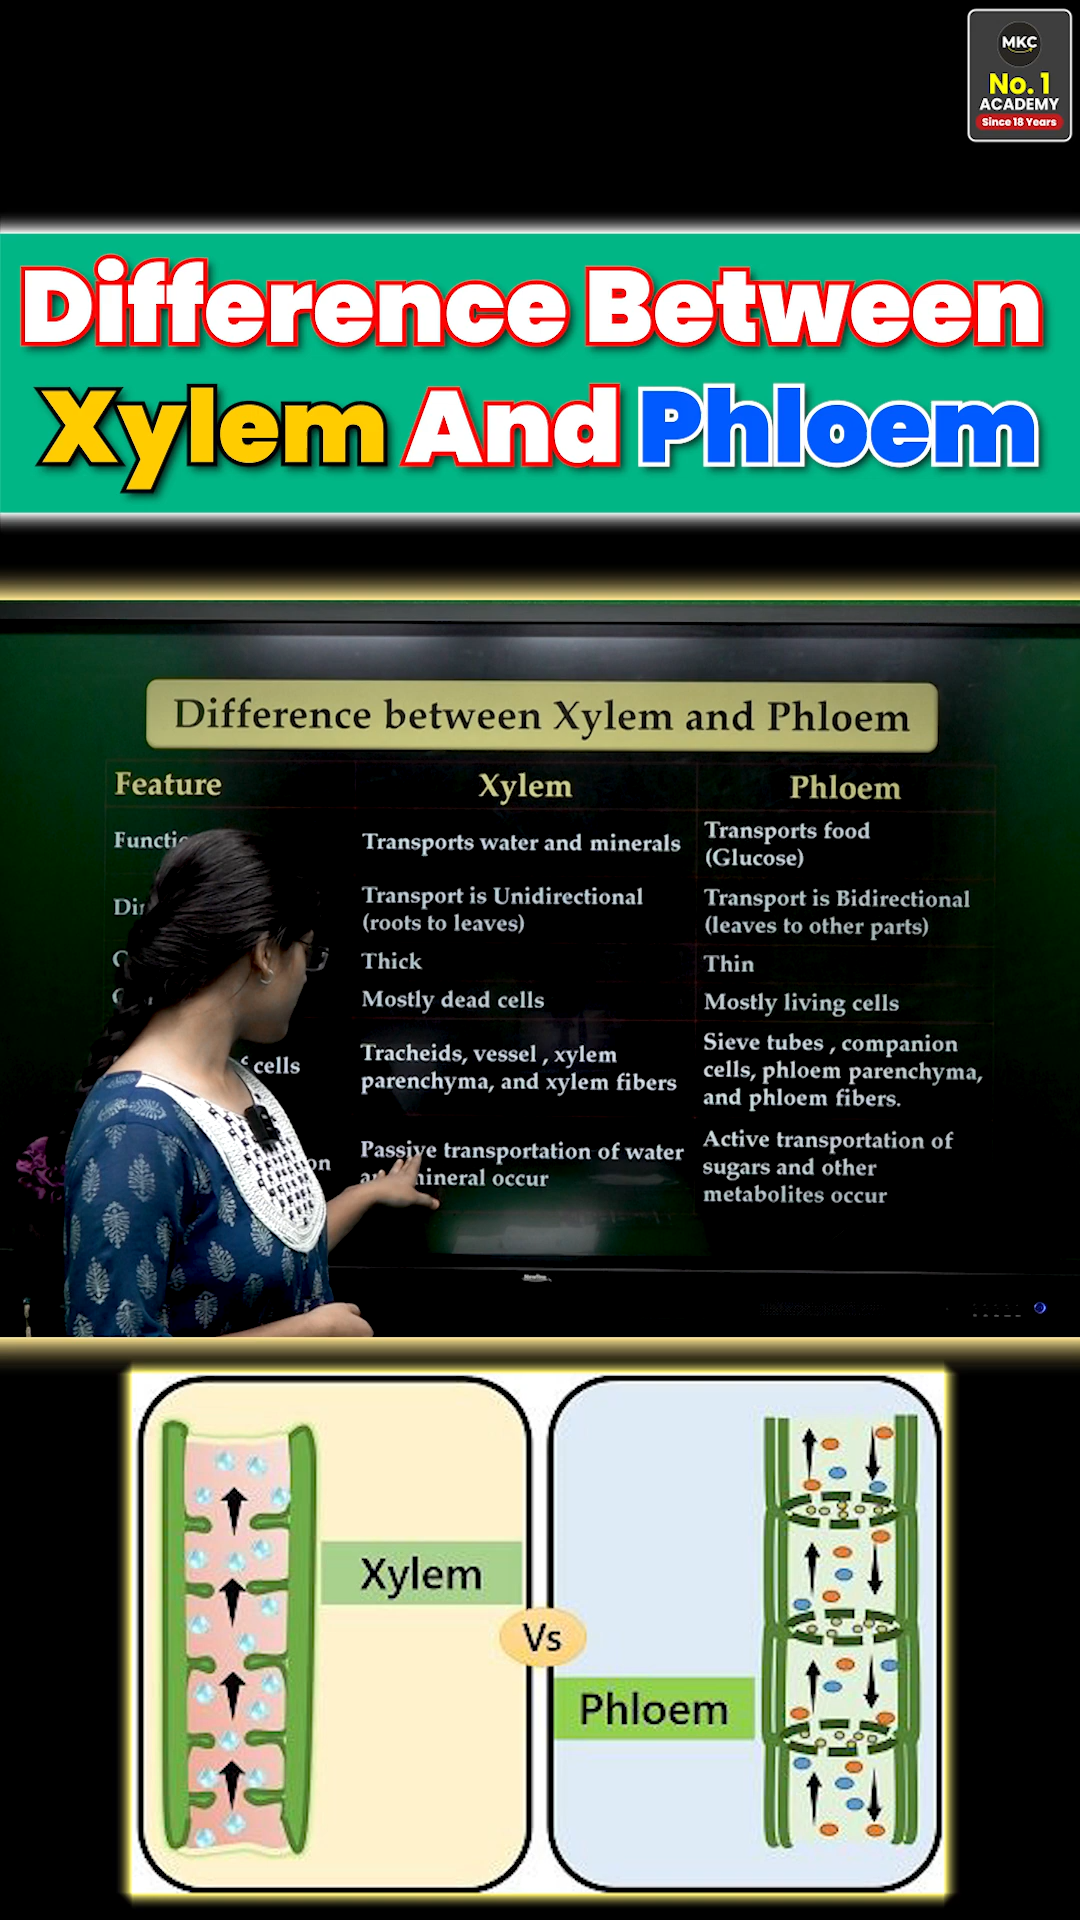 MKC
No. 1
ACADEMY
Since 18 Years
Difference Between
Xylem And Phloem
Difference between Xylem and Phloem
Feature Xylem Phloem
Transports water and minerals
Transports food
(Glucose)
Transport is Unidirectional
(roots to leaves)
Transport is Bidirectional
(leaves to other parts)
Thick
Thin
Mostly dead cells
Mostly living cells
cells
Tracheids, vessel , xylem
parenchyma, and xylem fibers
Sieve tubes , companion
cells, phloem parenchyma,
and phloem fibers.
Passive transportation of water
mineral occur
Active transportation of
sugars and other
metabolites occur
Xylem
Vs
Phloem